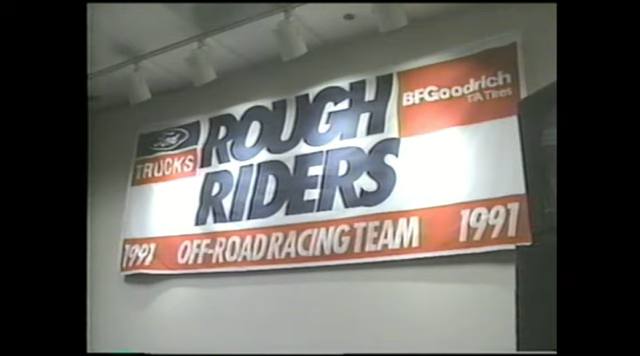 Ford
TRUCKS
ROUGH
RIDERS
BFGoodrich
T/A Tires
1991 OFF-ROAD RACING TEAM 1991